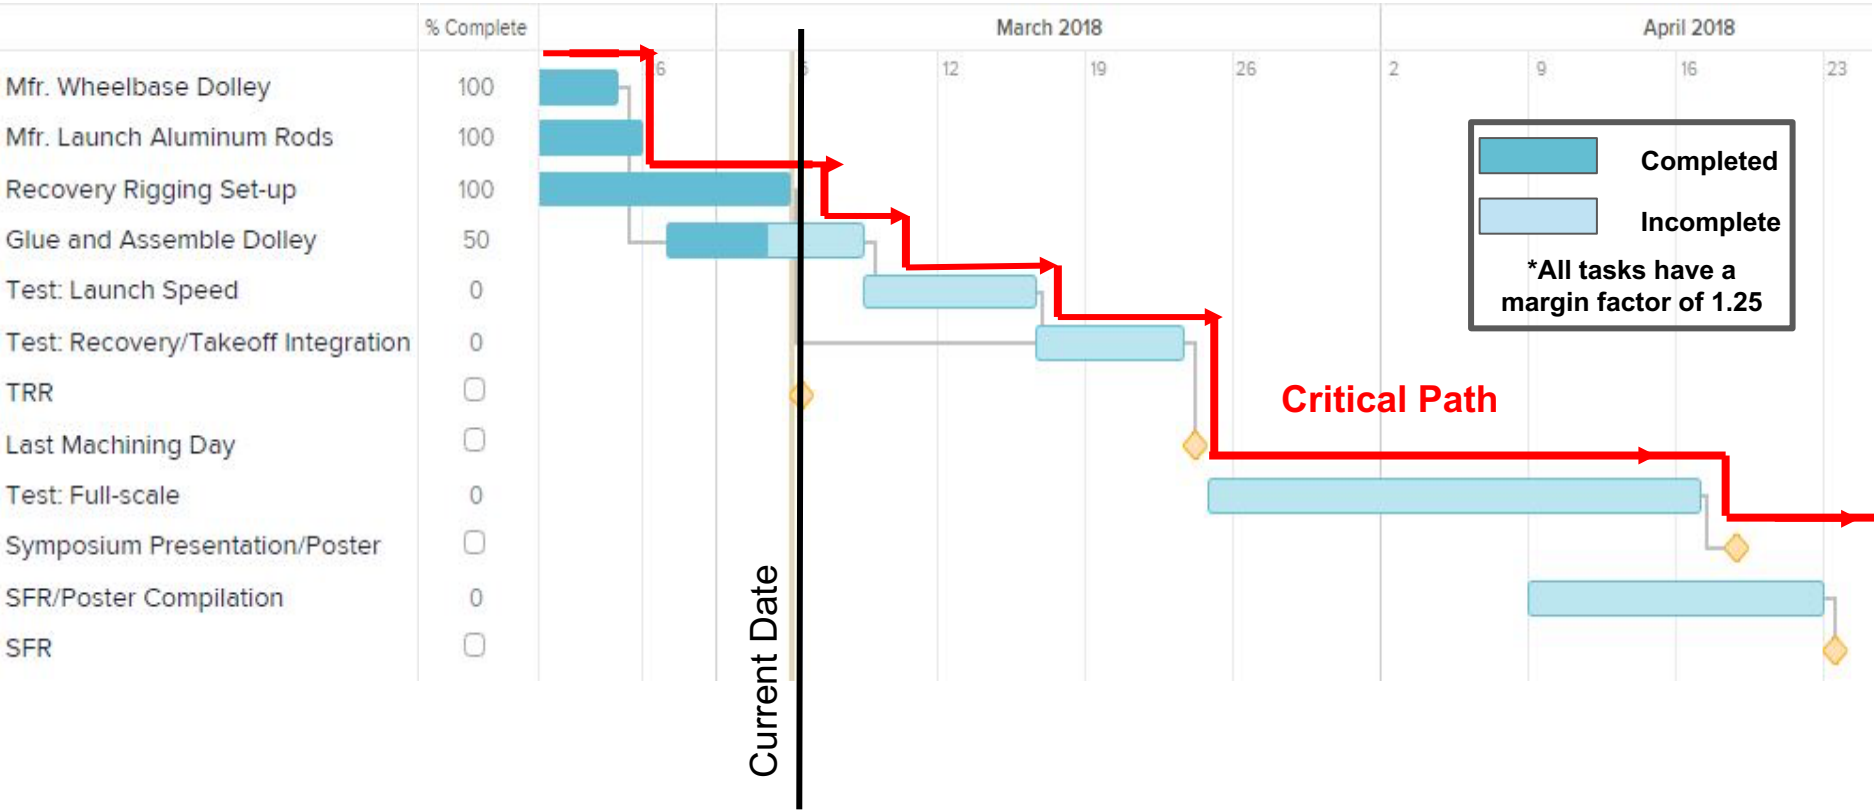 % Complete
March 2018
April 2018
26
5
12
19
26
2
9
16
23
Mfr. Wheelbase Dolley 100
Mfr. Launch Aluminum Rods 100
Recovery Rigging Set-up 100
Glue and Assemble Dolley 50
Test: Launch Speed 0
Test: Recovery/Takeoff Integration 0
TRR
Last Machining Day
Test: Full-scale 0
Symposium Presentation/Poster
SFR/Poster Compilation 0
SFR
Completed
Incomplete
*All tasks have a
margin factor of 1.25
Critical Path
Current Date